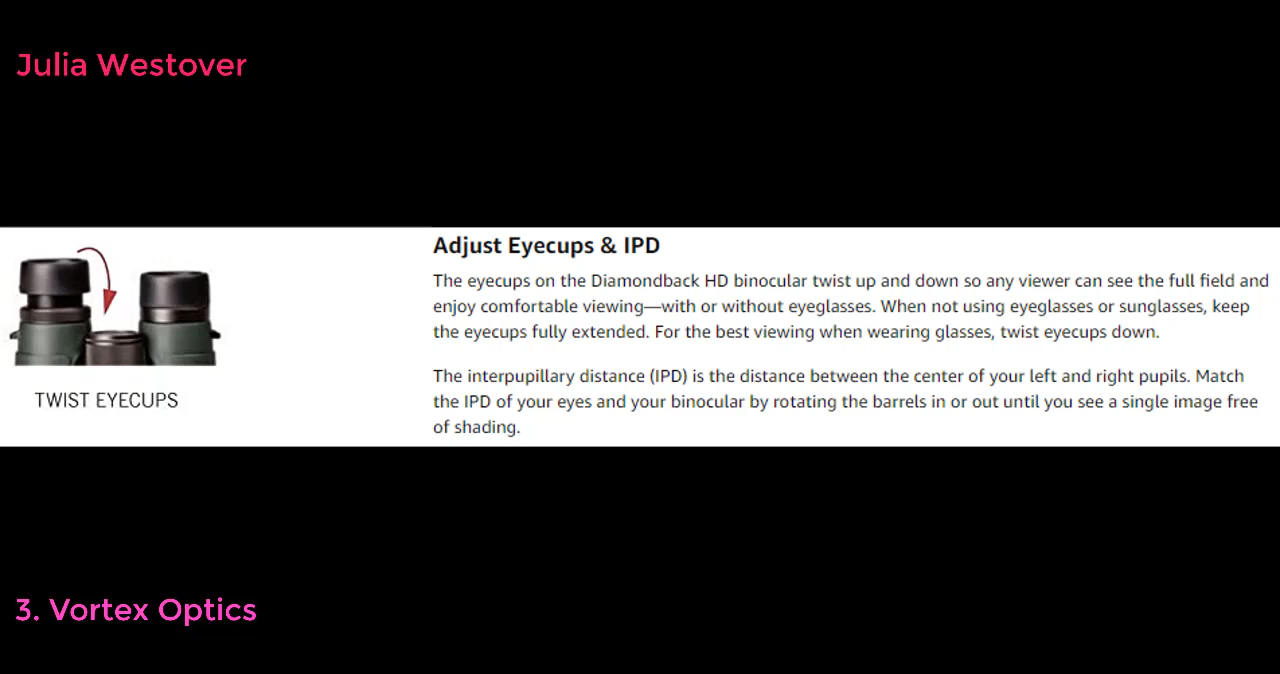 Julia Westover
Adjust Eyecups & IPD
The eyecups on the Diamondback HD binocular twist up and down so any viewer can see the full field and
enjoy comfortable viewing—with or without eyeglasses. When not using eyeglasses or sunglasses, keep
the eyecups fully extended. For the best viewing when wearing glasses, twist eyecups down.
The interpupillary distance (IPD) is the distance between the center of your left and right pupils. Match
the IPD of your eyes and your binocular by rotating the barrels in or out until you see a single image free
of shading.
TWIST EYECUPS
3. Vortex Optics